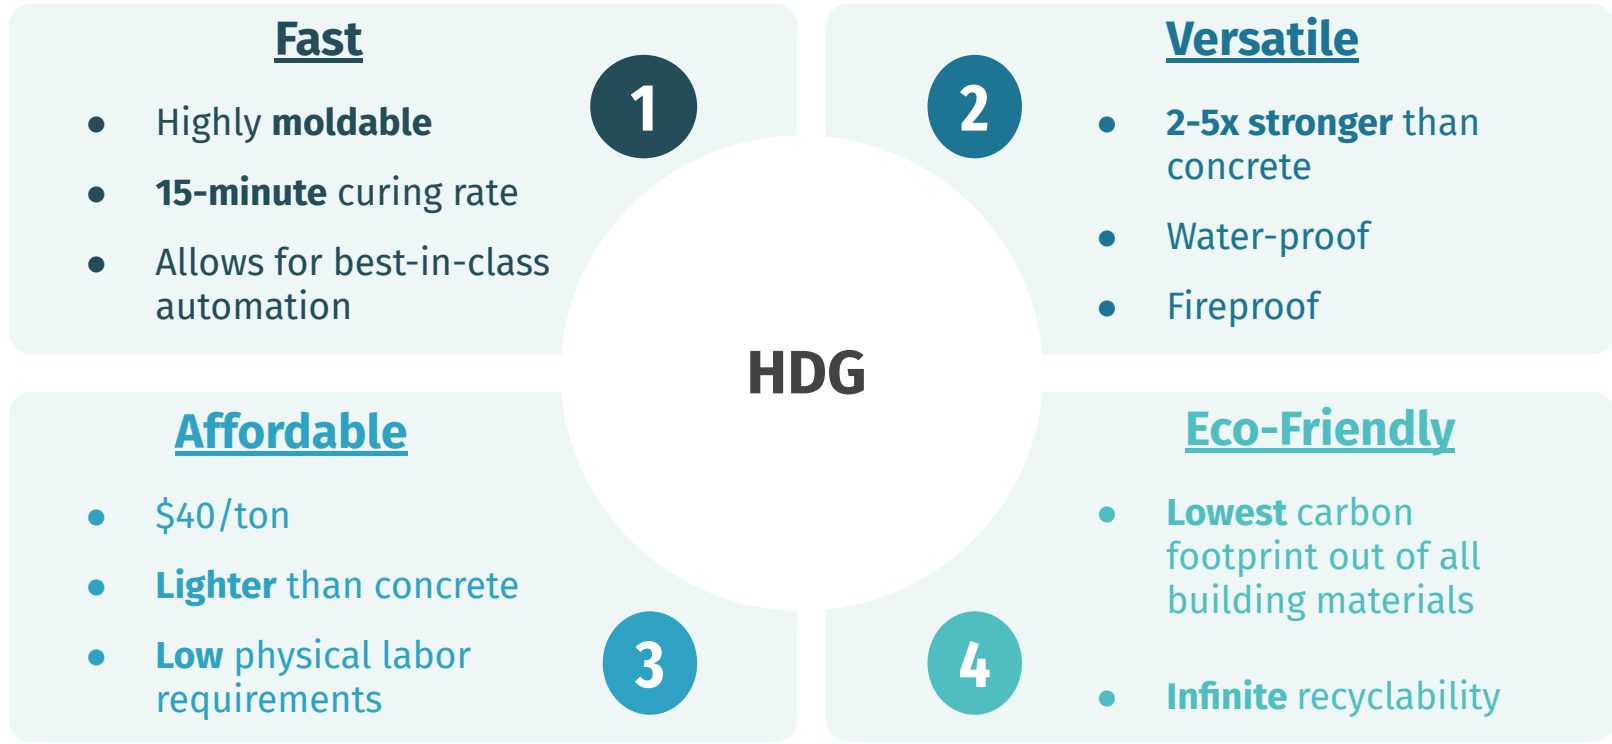 Fast
1
● Highly moldable
● 15-minute curing rate
● Allows for best-in-class
automation
Versatile
2
● 2-5x stronger than
concrete
● Water-proof
● Fireproof
HDG
Affordable
● $40/ton
● Lighter than concrete
● Low physical labor
requirements
3
Eco-Friendly
● Lowest carbon
footprint out of all
building materials
● Infinite recyclability
4